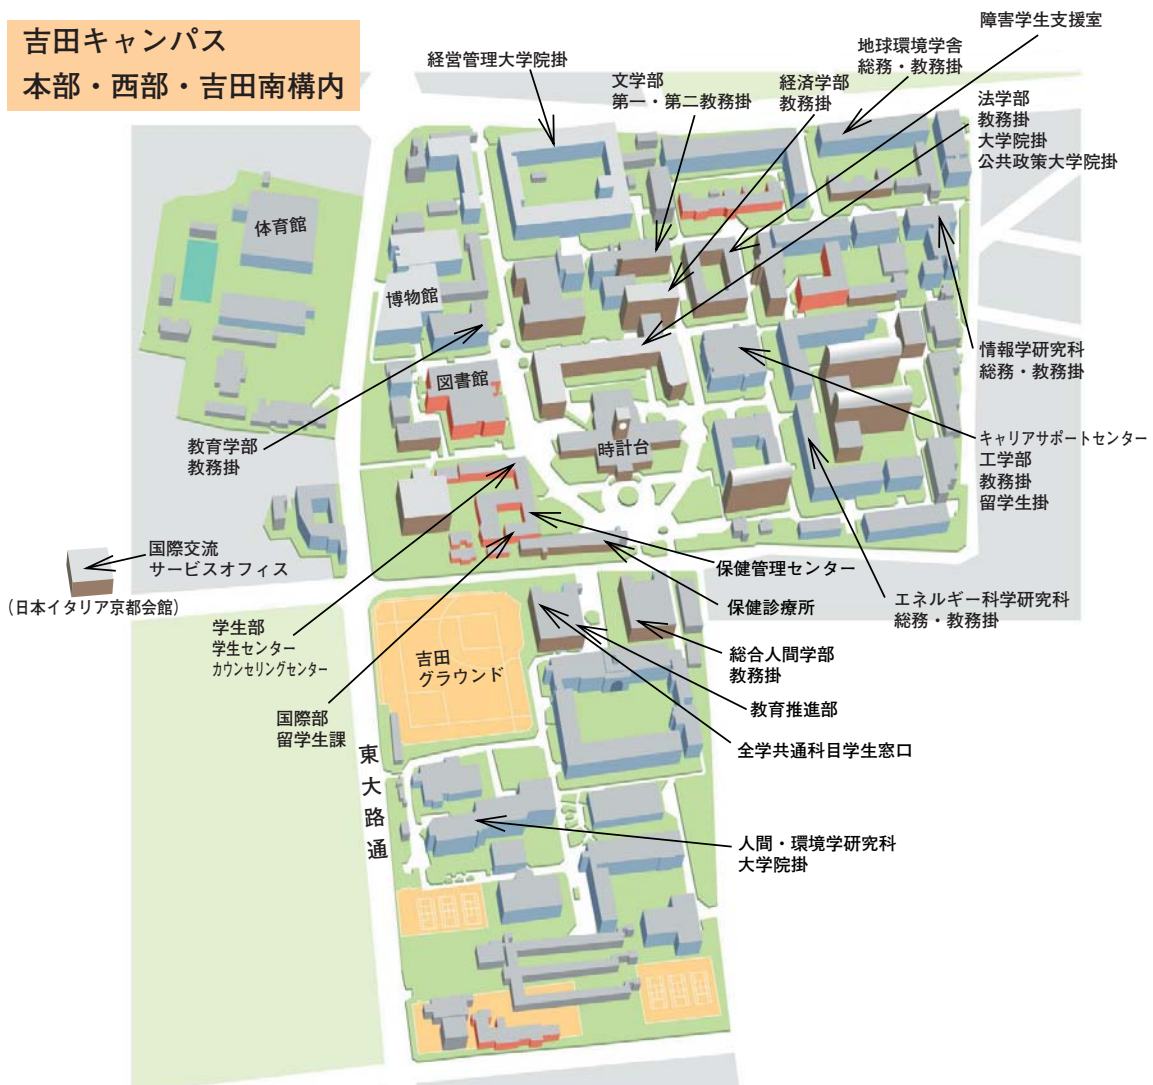 吉田キャンパス
本部・西部・吉田南構内
障害学生支援室
地球環境学舎
総務・教務掛
経営管理大学院掛
文学部
第一・第二教務掛
経済学部
教務掛
法学部
教務掛
大学院掛
公共政策大学院掛
体育館
博物館
情報学研究科
総務・教務掛
図書館
教育学部
教務掛
時計台
キャリアサポートセンター
工学部
教務掛
留学生掛
国際交流
サービスオフィス
(日本イタリア京都会館)
保健管理センター
保健診療所
エネルギー科学研究科
総務・教務掛
学生部
学生センター
カウンセリングセンター
吉田
グラウンド
総合人間学部
教務掛
国際部
留学生課
教育推進部
全学共通科目学生窓口
東大路通
人間・環境学研究科
大学院掛